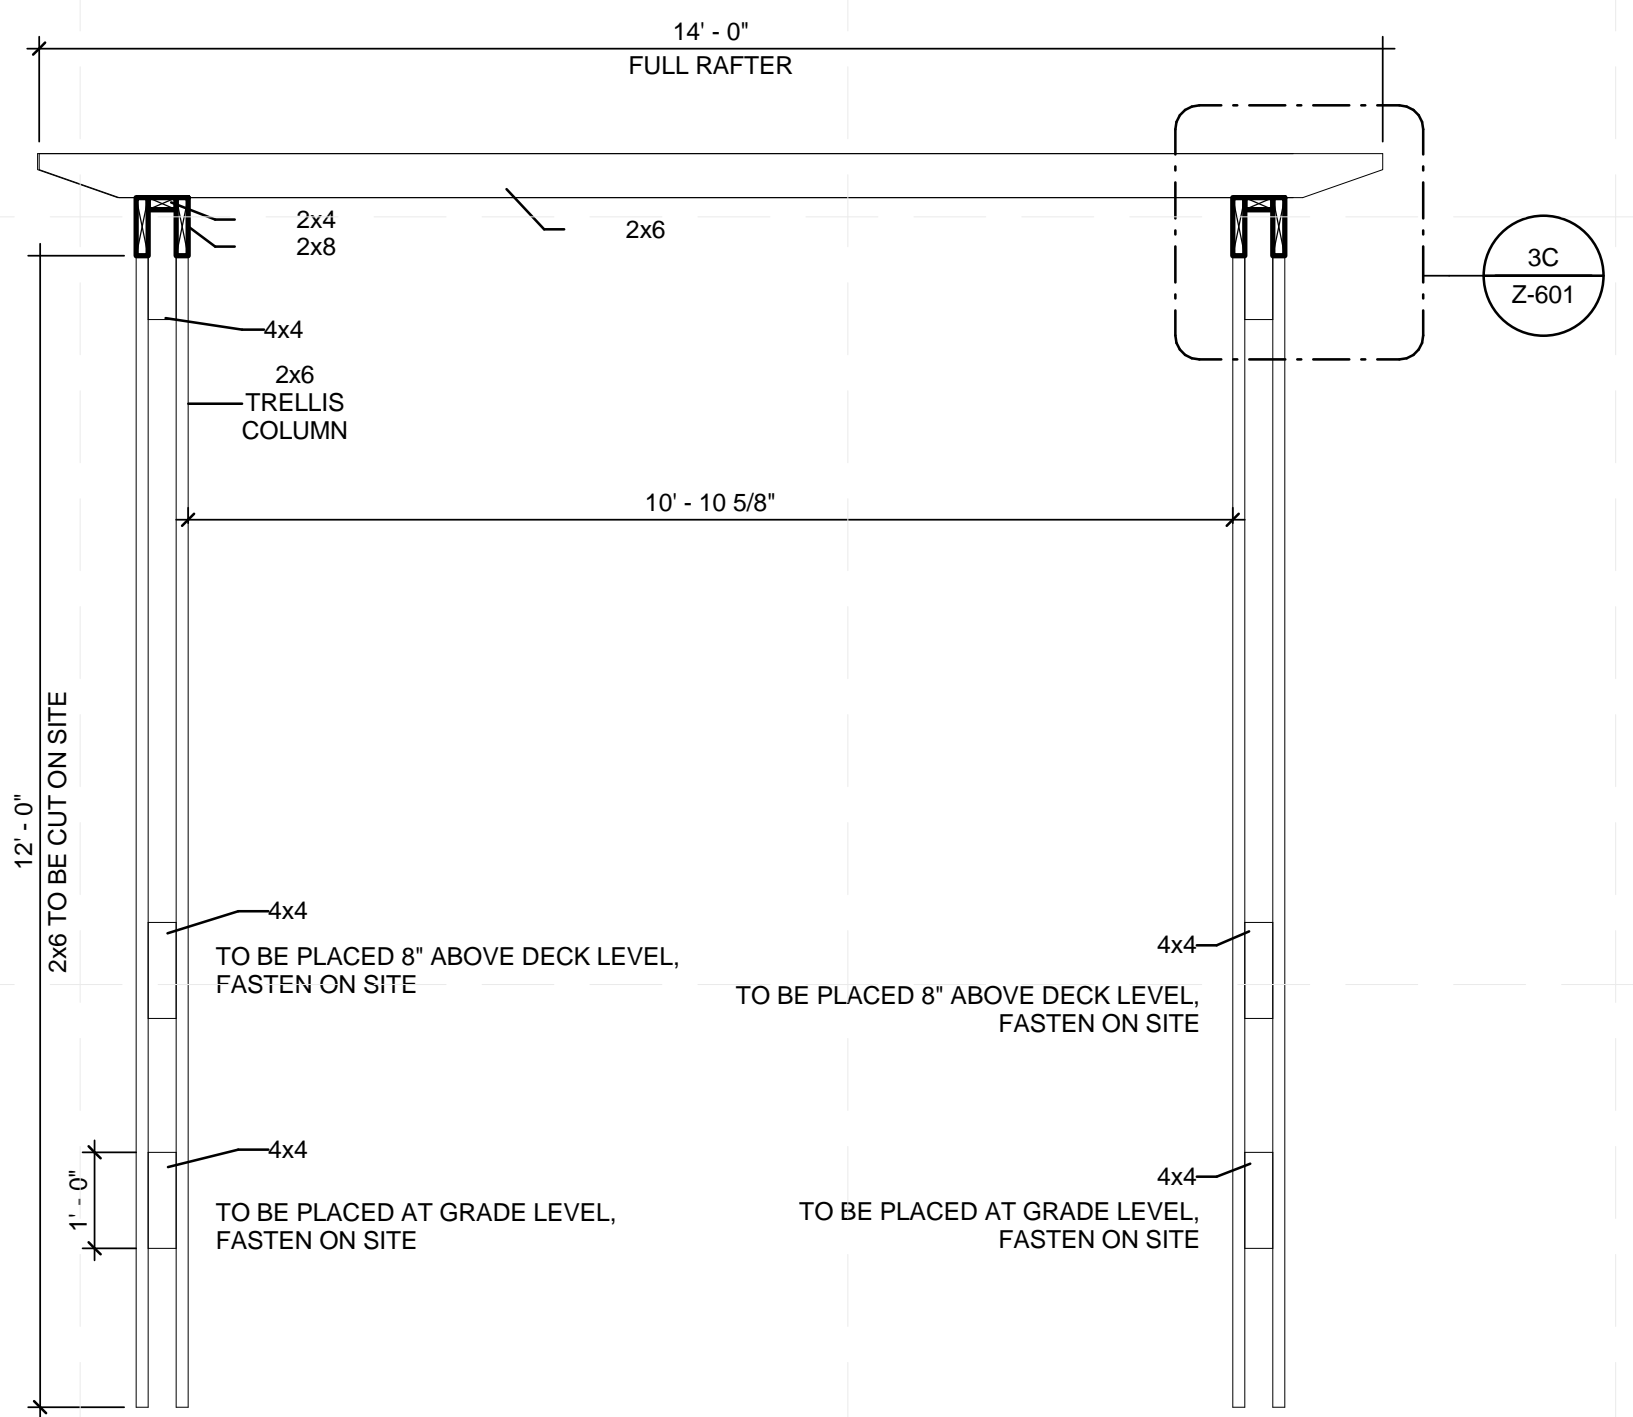 14' - 0"
FULL RAFTER
2x4
2x8
2x6
3C
Z-601
4x4
2x6
TRELLIS
COLUMN
10' - 10 5/8"
12' - 0"
2x6 TO BE CUT ON SITE
4x4
TO BE PLACED 8" ABOVE DECK LEVEL,
FASTEN ON SITE
4x4
TO BE PLACED 8" ABOVE DECK LEVEL,
FASTEN ON SITE
1' - 0"
4x4
TO BE PLACED AT GRADE LEVEL,
FASTEN ON SITE
4x4
TO BE PLACED AT GRADE LEVEL,
FASTEN ON SITE